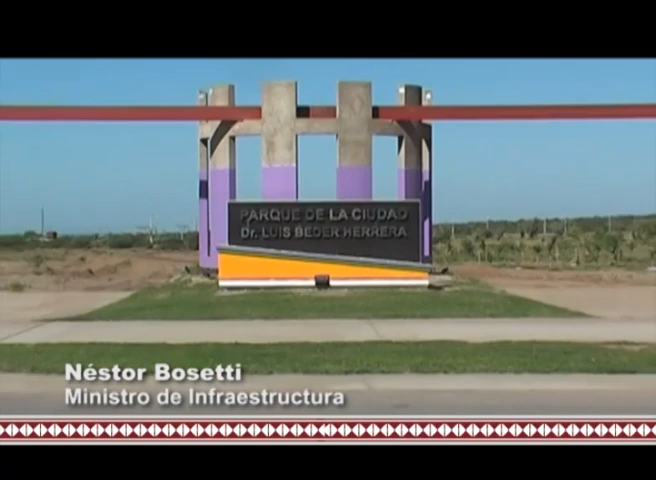 PARQUE DE LA CIUDAD
Dr. LUIS BEDER HERRERA
Néstor Bosetti
Ministro de Infraestructura